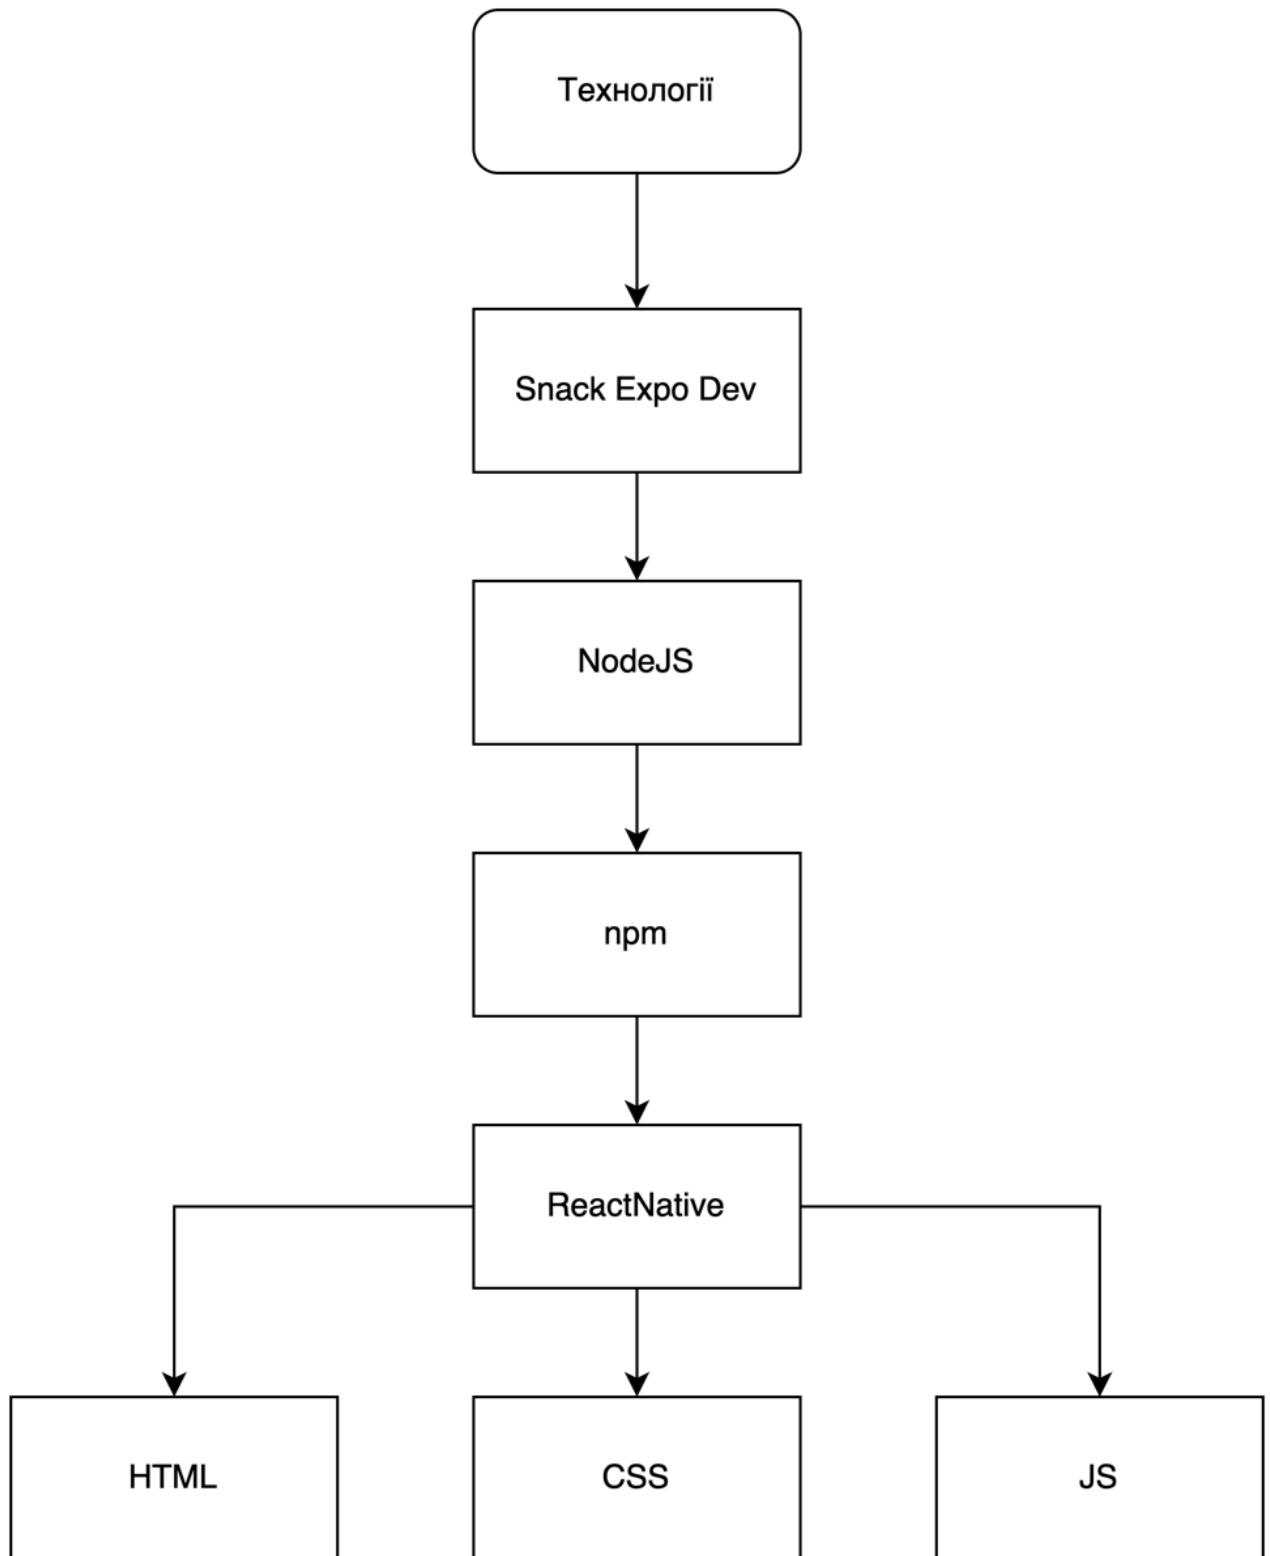 Технології
Snack Expo Dev
NodeJS
npm
ReactNative
HTML
CSS
JS